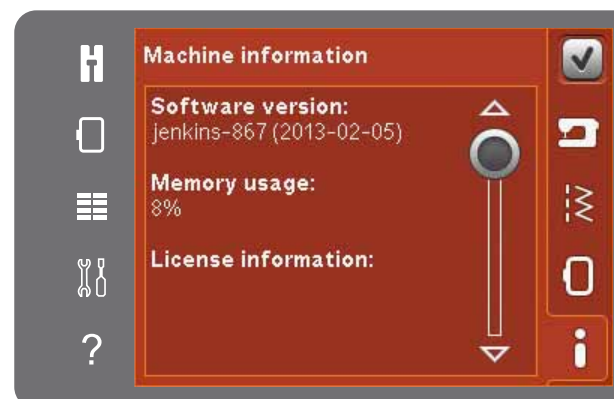 Machine information
Software version:
jenkins-867 (2013-02-05)
Memory usage:
8%
License information:
?
i